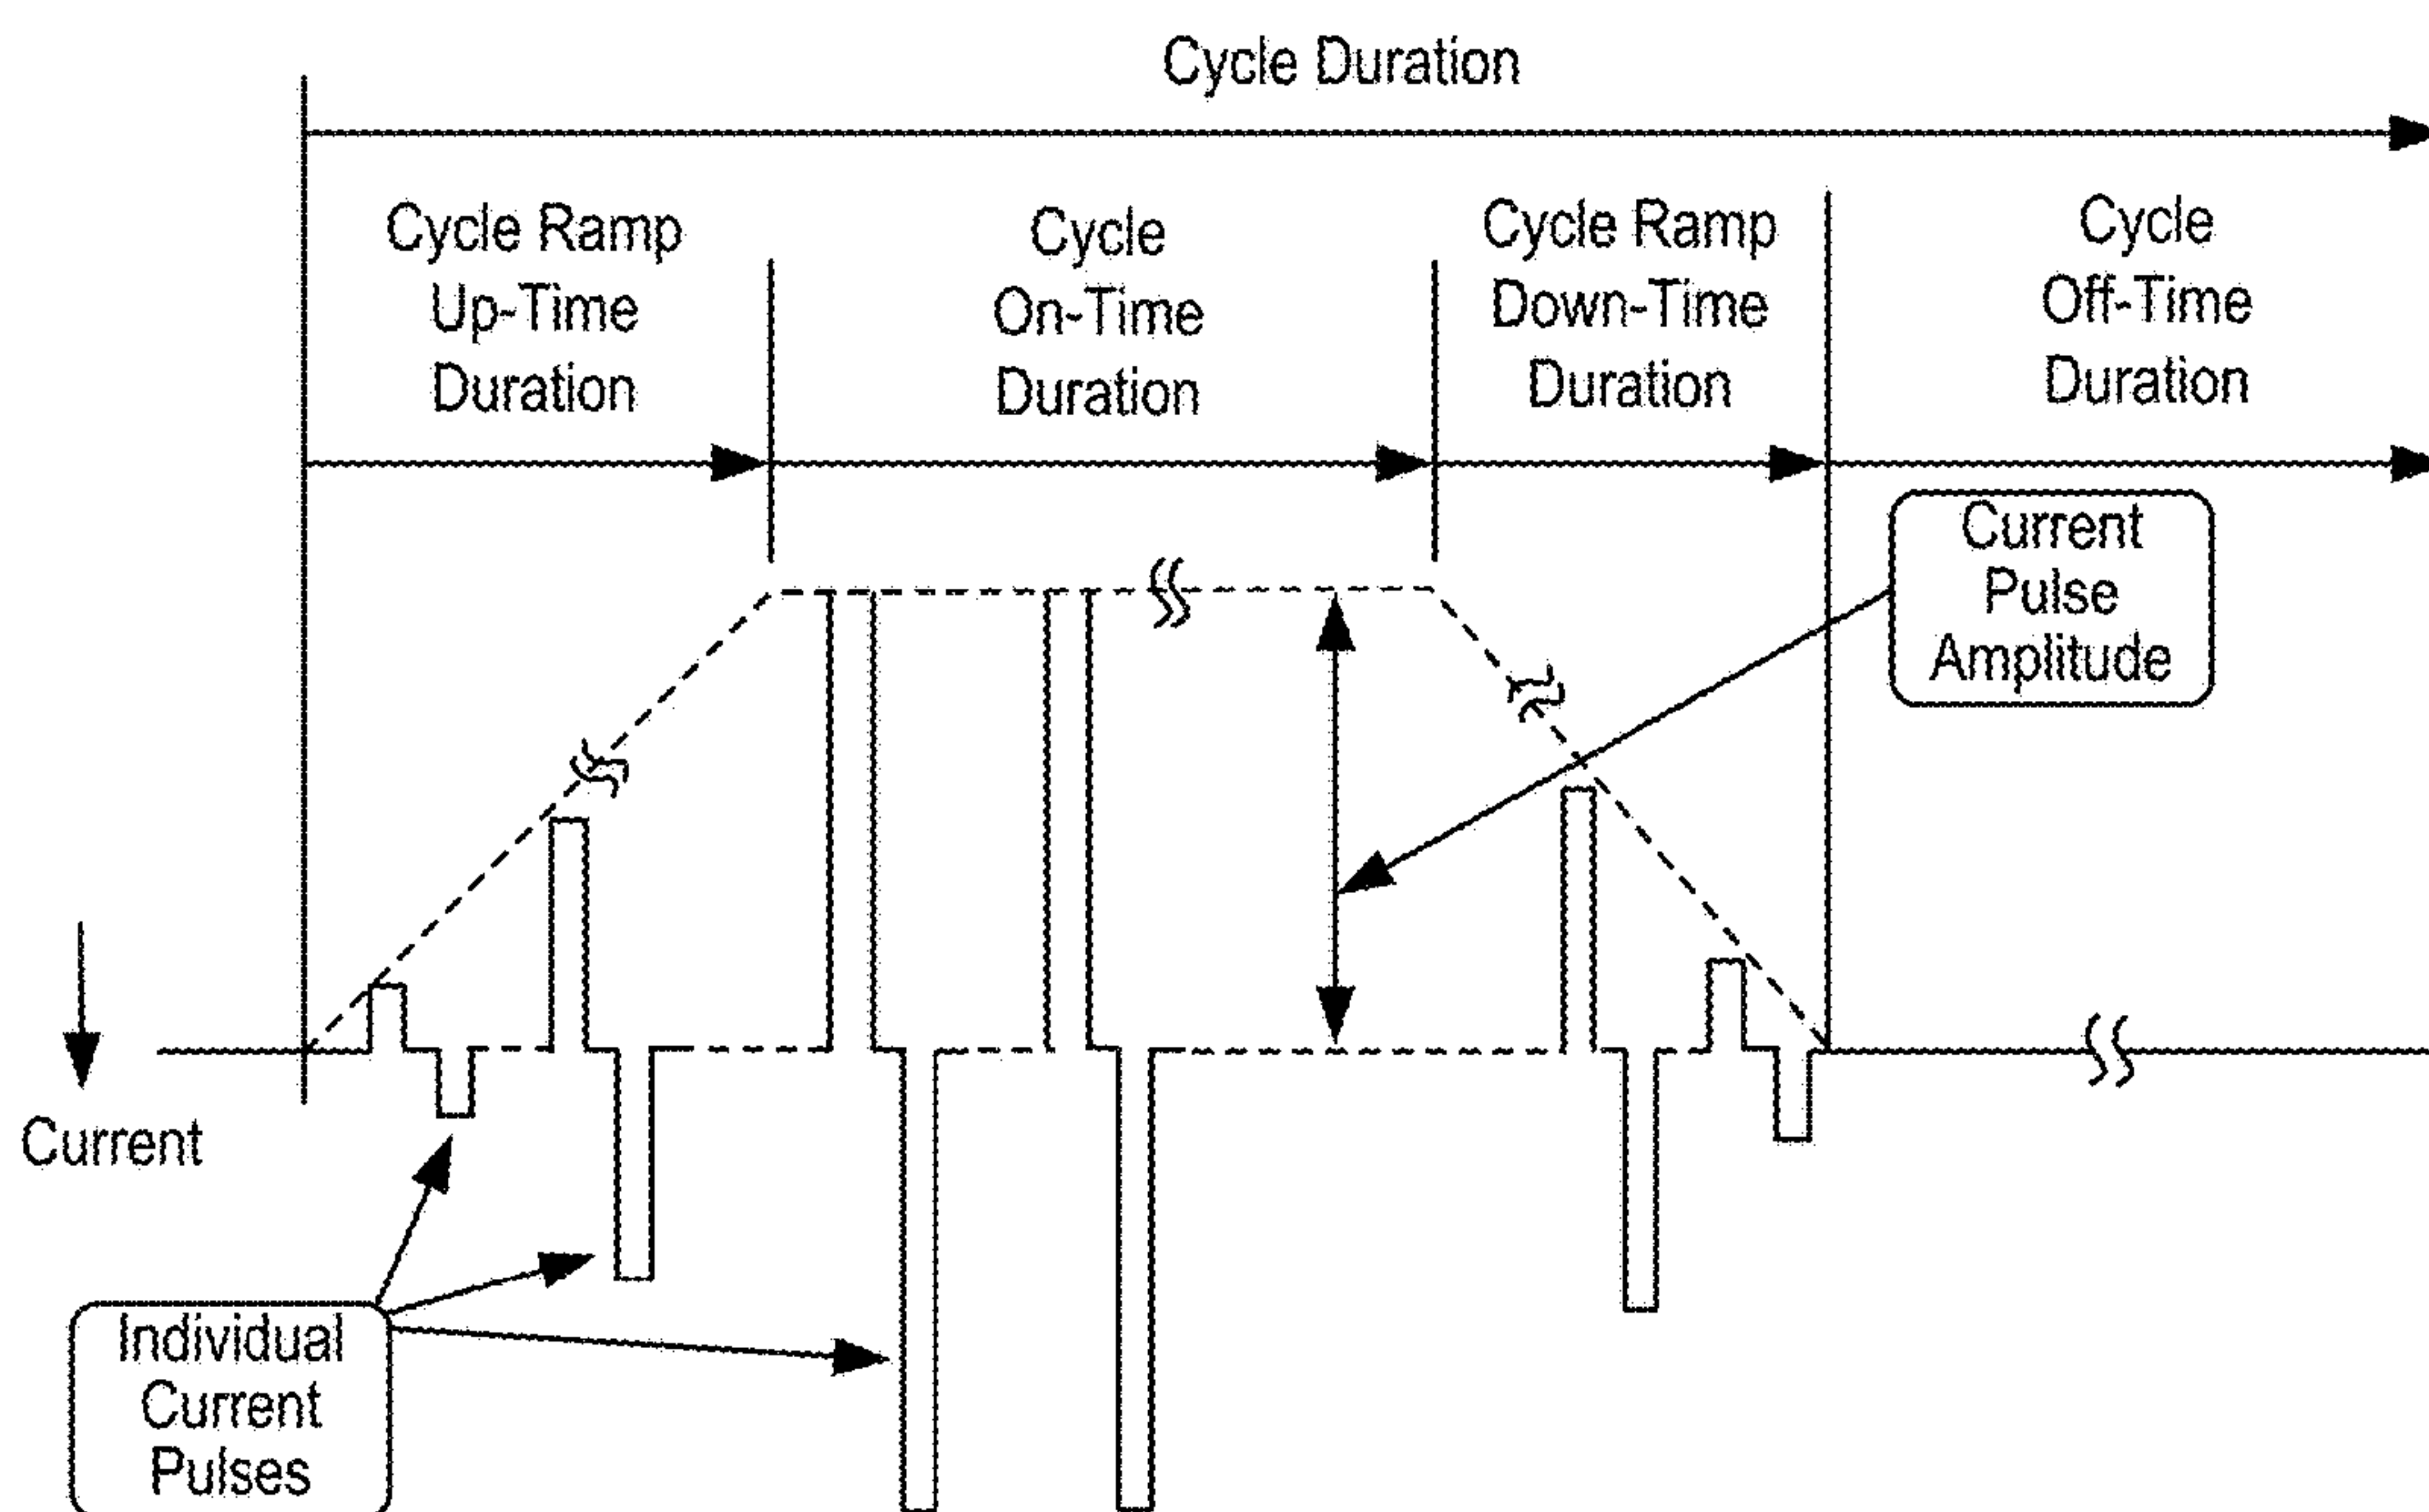 Cycle Duration
Cycle Ramp
Up-Time
Duration
Cycle
On-Time
Duration
Cycle Ramp
Down-Time
Duration
Cycle
Off-Time
Duration
Current
Pulse
Amplitude
Current
Individual
Current
Pulses